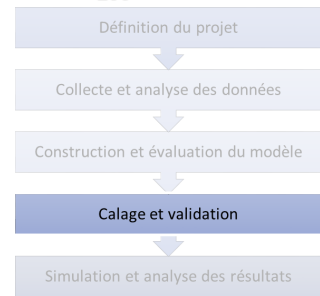 Définition du projet
Collecte et analyse des données
Construction et évaluation du modèle
Calage et validation
Simulation et analyse des résultats